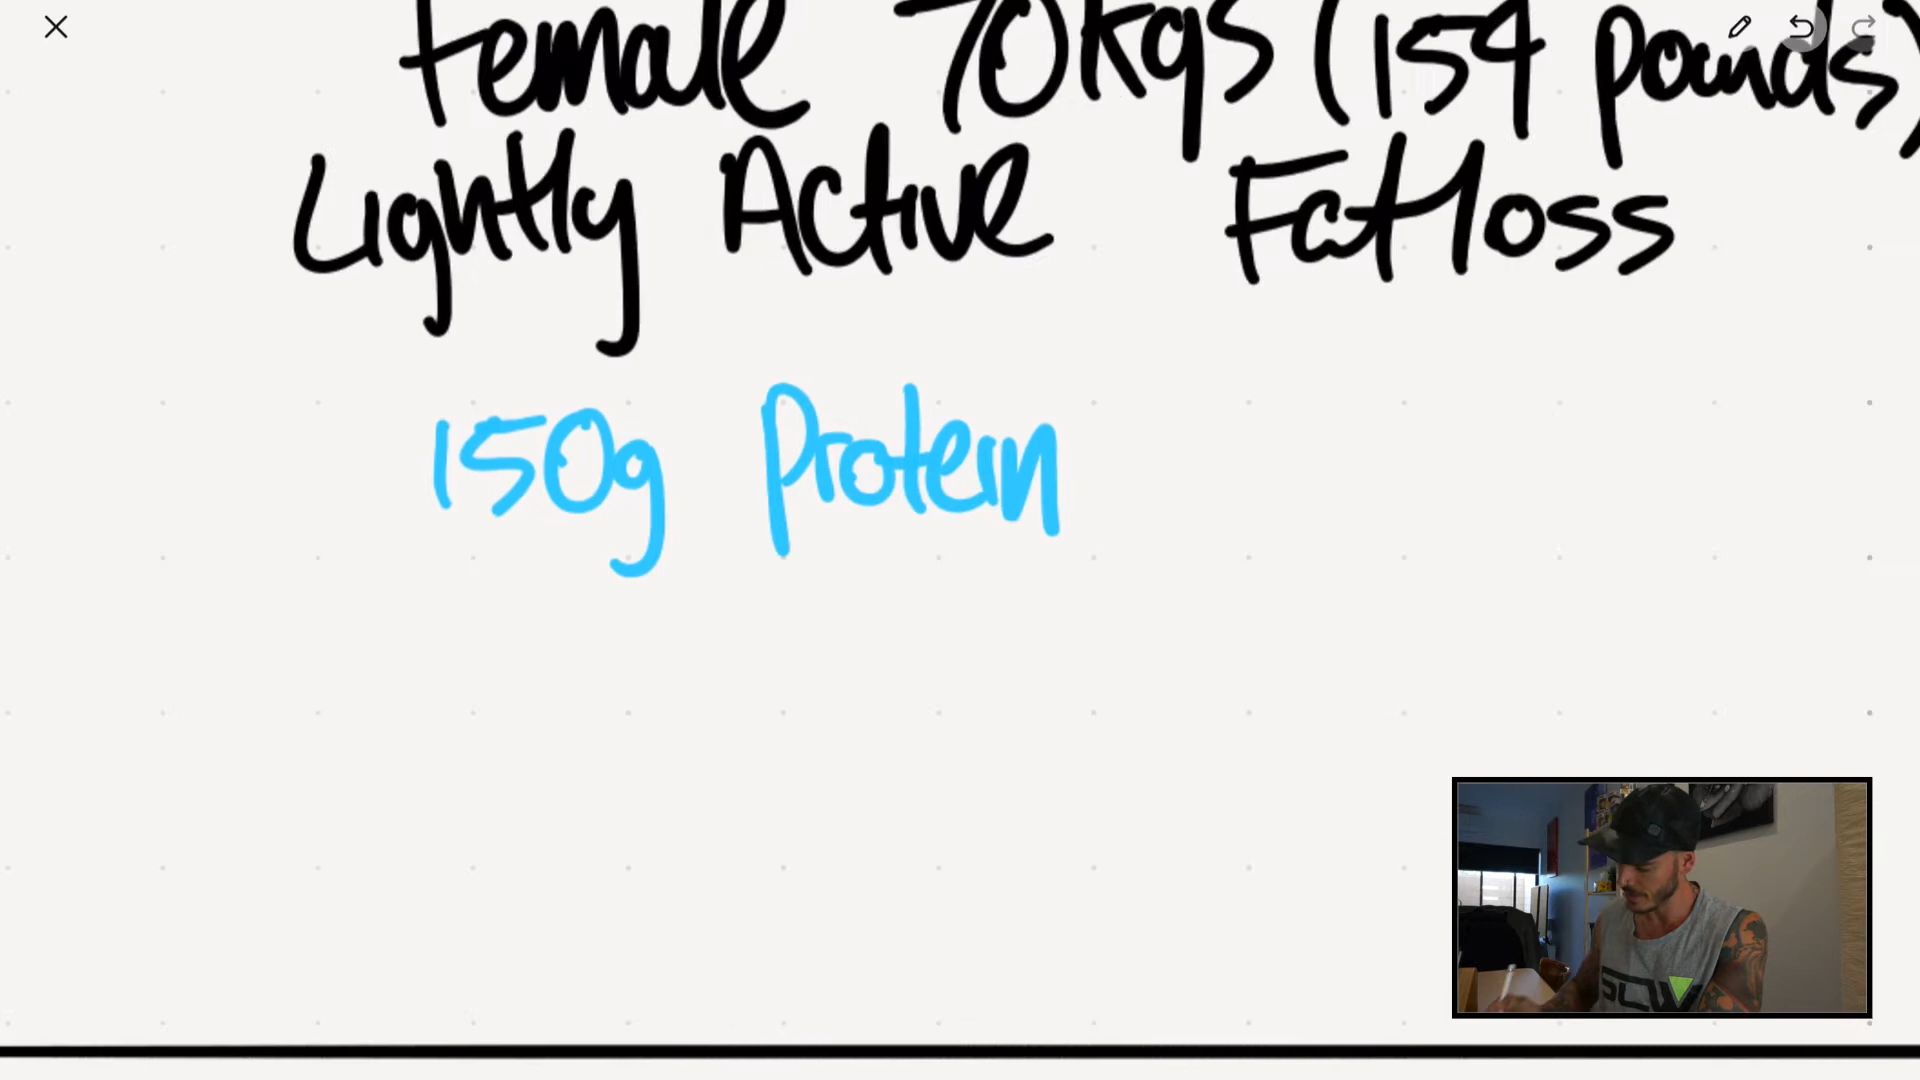 Female 70kgs (154 pounds)
Lightly Active Fat loss
150g Protein